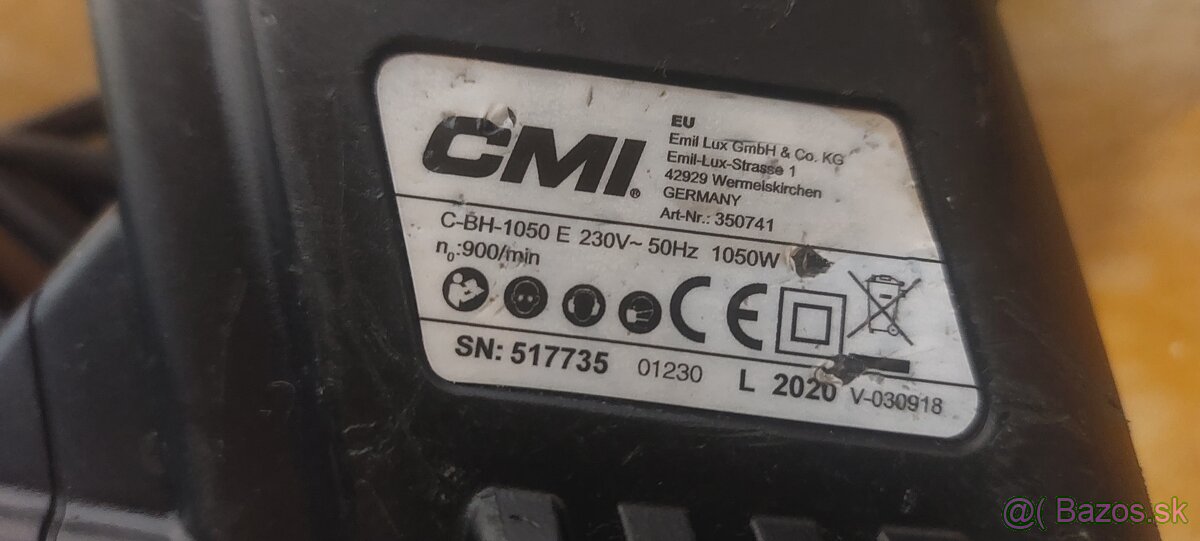 CMI®
EU
Emil Lux GmbH & Co. KG
Emil-Lux-Strasse 1
42929 Wermelskirchen
GERMANY
Art-Nr.: 350741
C-BH-1050 E 230V~ 50Hz 1050W
n0:900/min
CE
SN: 517735 01230 L 2020 V-030918
@( Bazos.sk